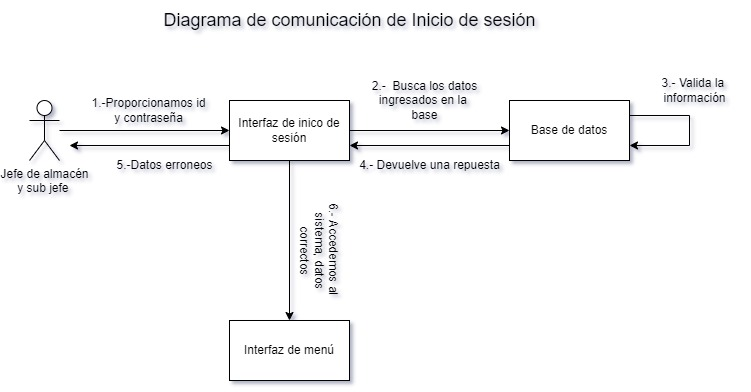 Diagrama de comunicación de Inicio de sesión
1.-Proporcionamos id
y contraseña
2.- Busca los datos
ingresados en la
base
3.- Valida la
información
Interfaz de inico de
sesión
Base de datos
5.-Datos erroneos
4.- Devuelve una repuesta
Jefe de almacén
y sub jefe
6.- Accedemos al
sistema, datos
correctos
Interfaz de menú